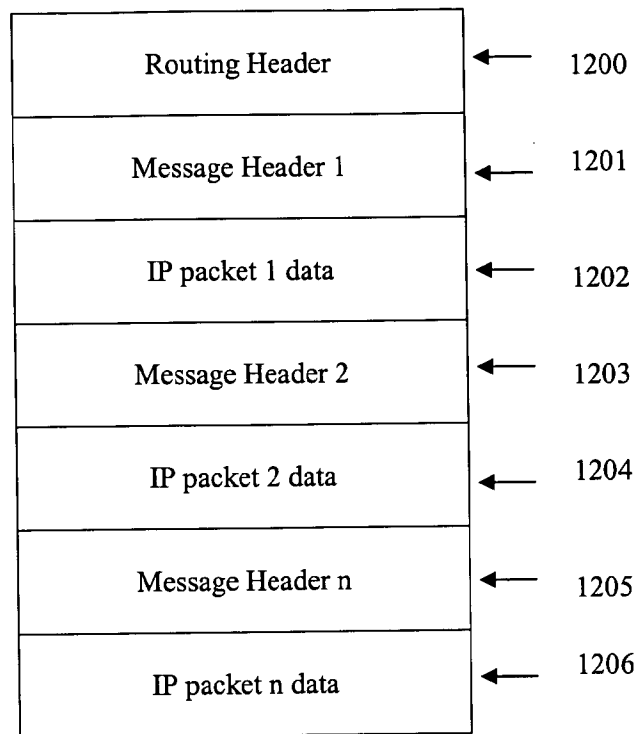 Routing Header 1200
Message Header 1 1201
IP packet 1 data 1202
Message Header 2 1203
IP packet 2 data 1204
Message Header n 1205
IP packet n data 1206